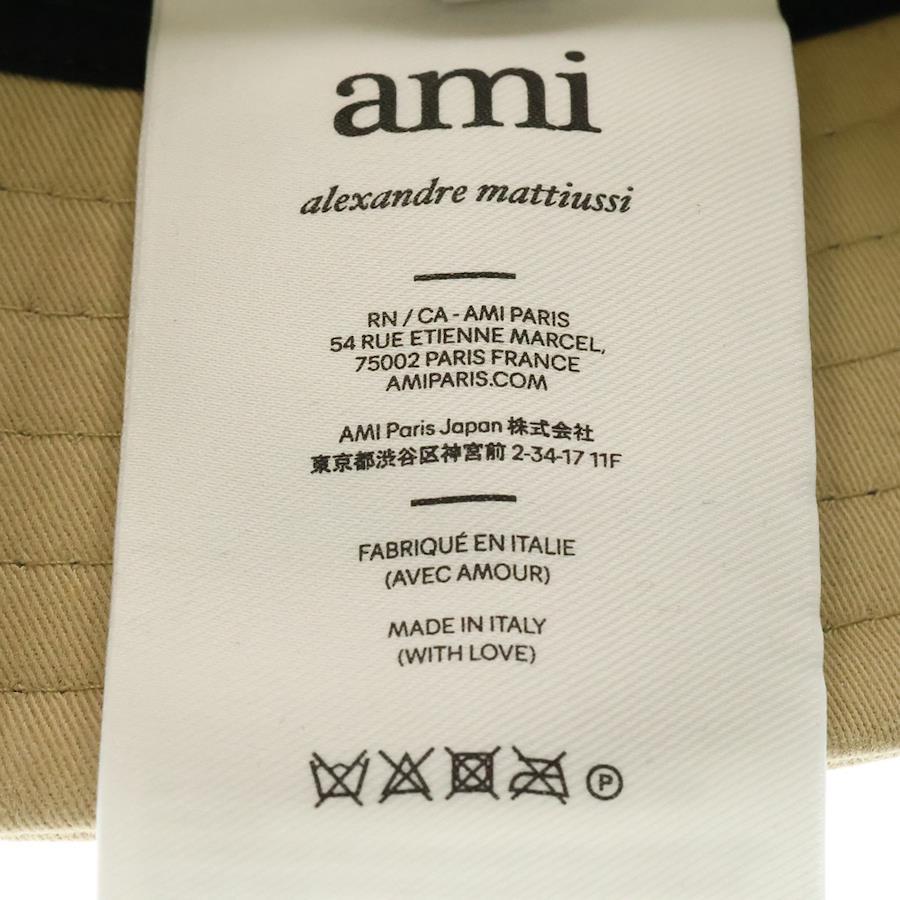 ami
alexandre mattiussi
RN / CA - AMI PARIS
54 RUE ETIENNE MARCEL,
75002 PARIS FRANCE
AMIPARIS.COM
AMI Paris Japan 株式会社
東京都渋谷区神宮前 2-34-17 11F
FABRIQUÉ EN ITALIE
(AVEC AMOUR)
MADE IN ITALY
(WITH LOVE)
P